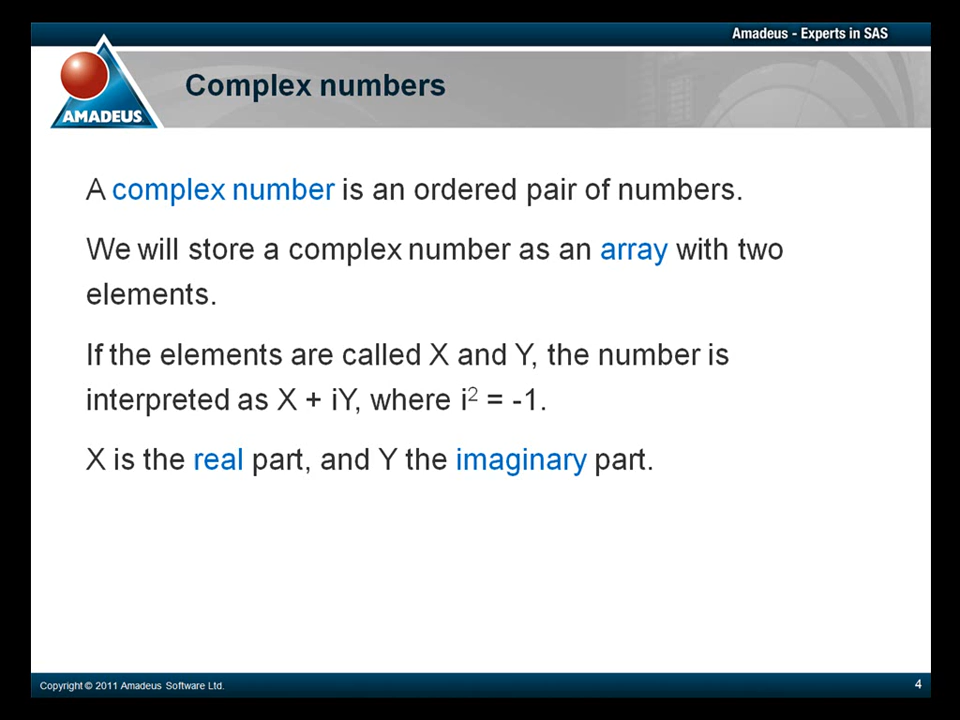 Amadeus - Experts in SAS
AMADEUS
Complex numbers
A complex number is an ordered pair of numbers.
We will store a complex number as an array with two
elements.
If the elements are called X and Y, the number is
interpreted as X + iY, where i² = -1.
X is the real part, and Y the imaginary part.
Copyright © 2011 Amadeus Software Ltd.
4